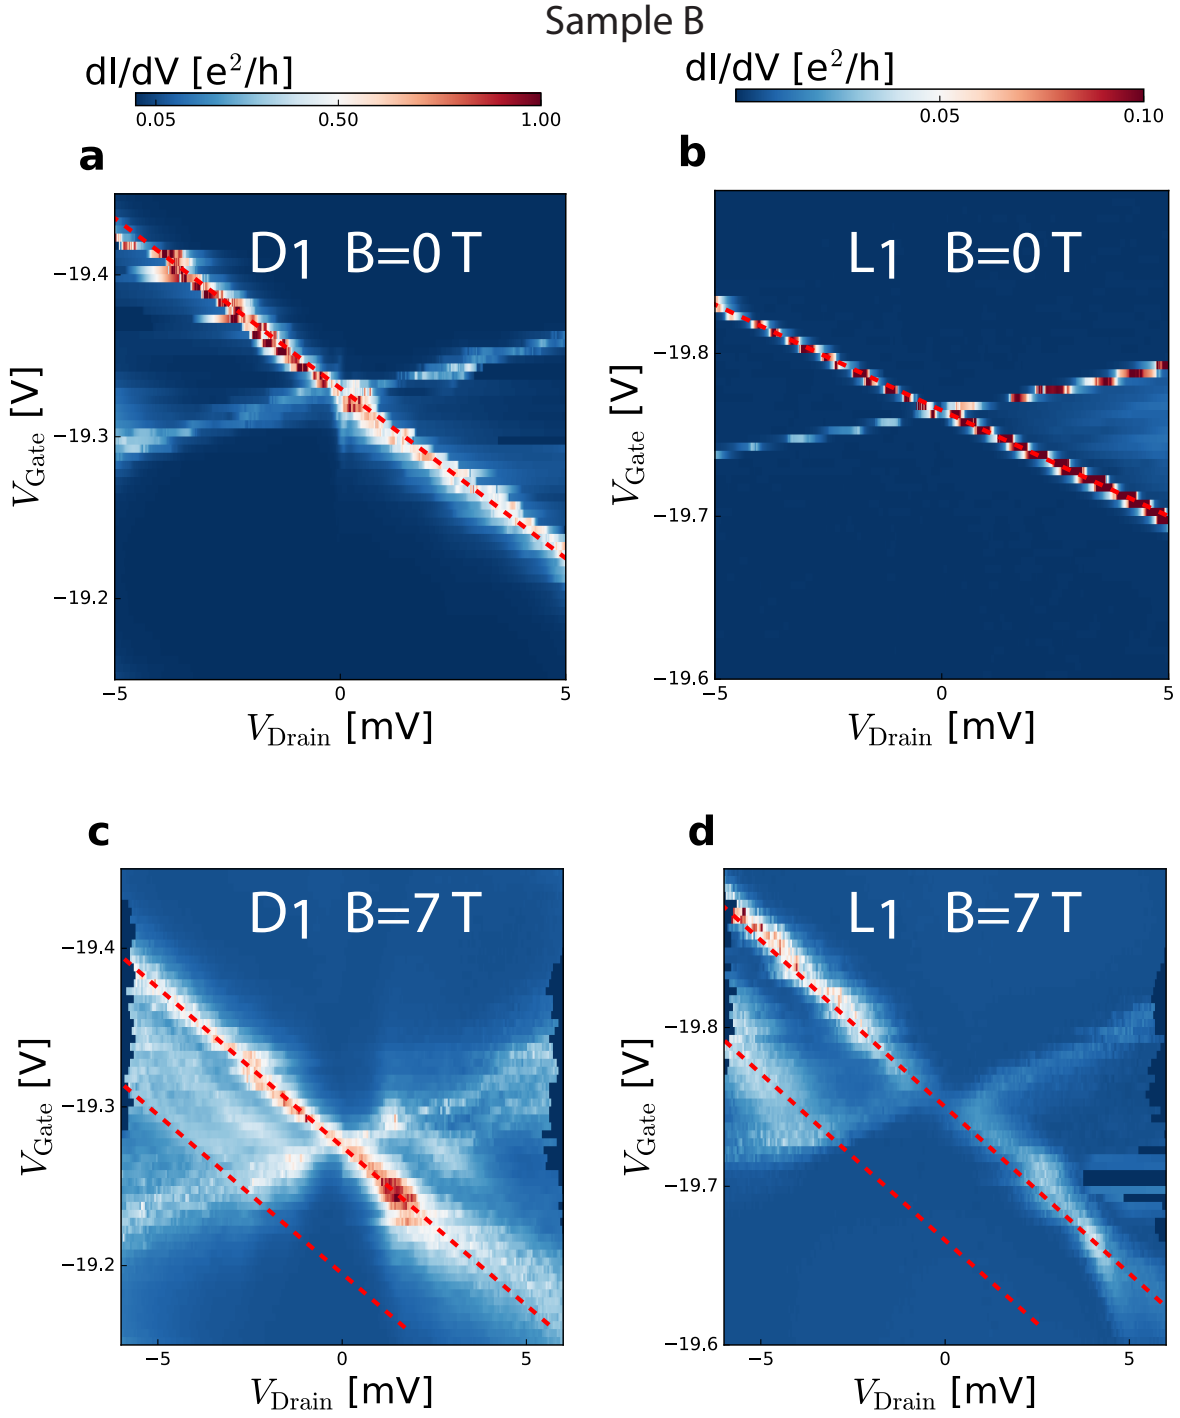 Sample B
dI/dV [e²/h]
0.05 0.50 1.00
dI/dV [e²/h]
0.05 0.10
a
D1 B=0 T
−19.4
−19.3
−19.2
V_Gate [V]
−5 0 5
V_Drain [mV]
b
L1 B=0 T
−19.8
−19.7
−19.6
V_Gate [V]
−5 0 5
V_Drain [mV]
c
D1 B=7 T
−19.4
−19.3
−19.2
V_Gate [V]
−5 0 5
V_Drain [mV]
d
L1 B=7 T
−19.8
−19.7
−19.6
V_Gate [V]
−5 0 5
V_Drain [mV]